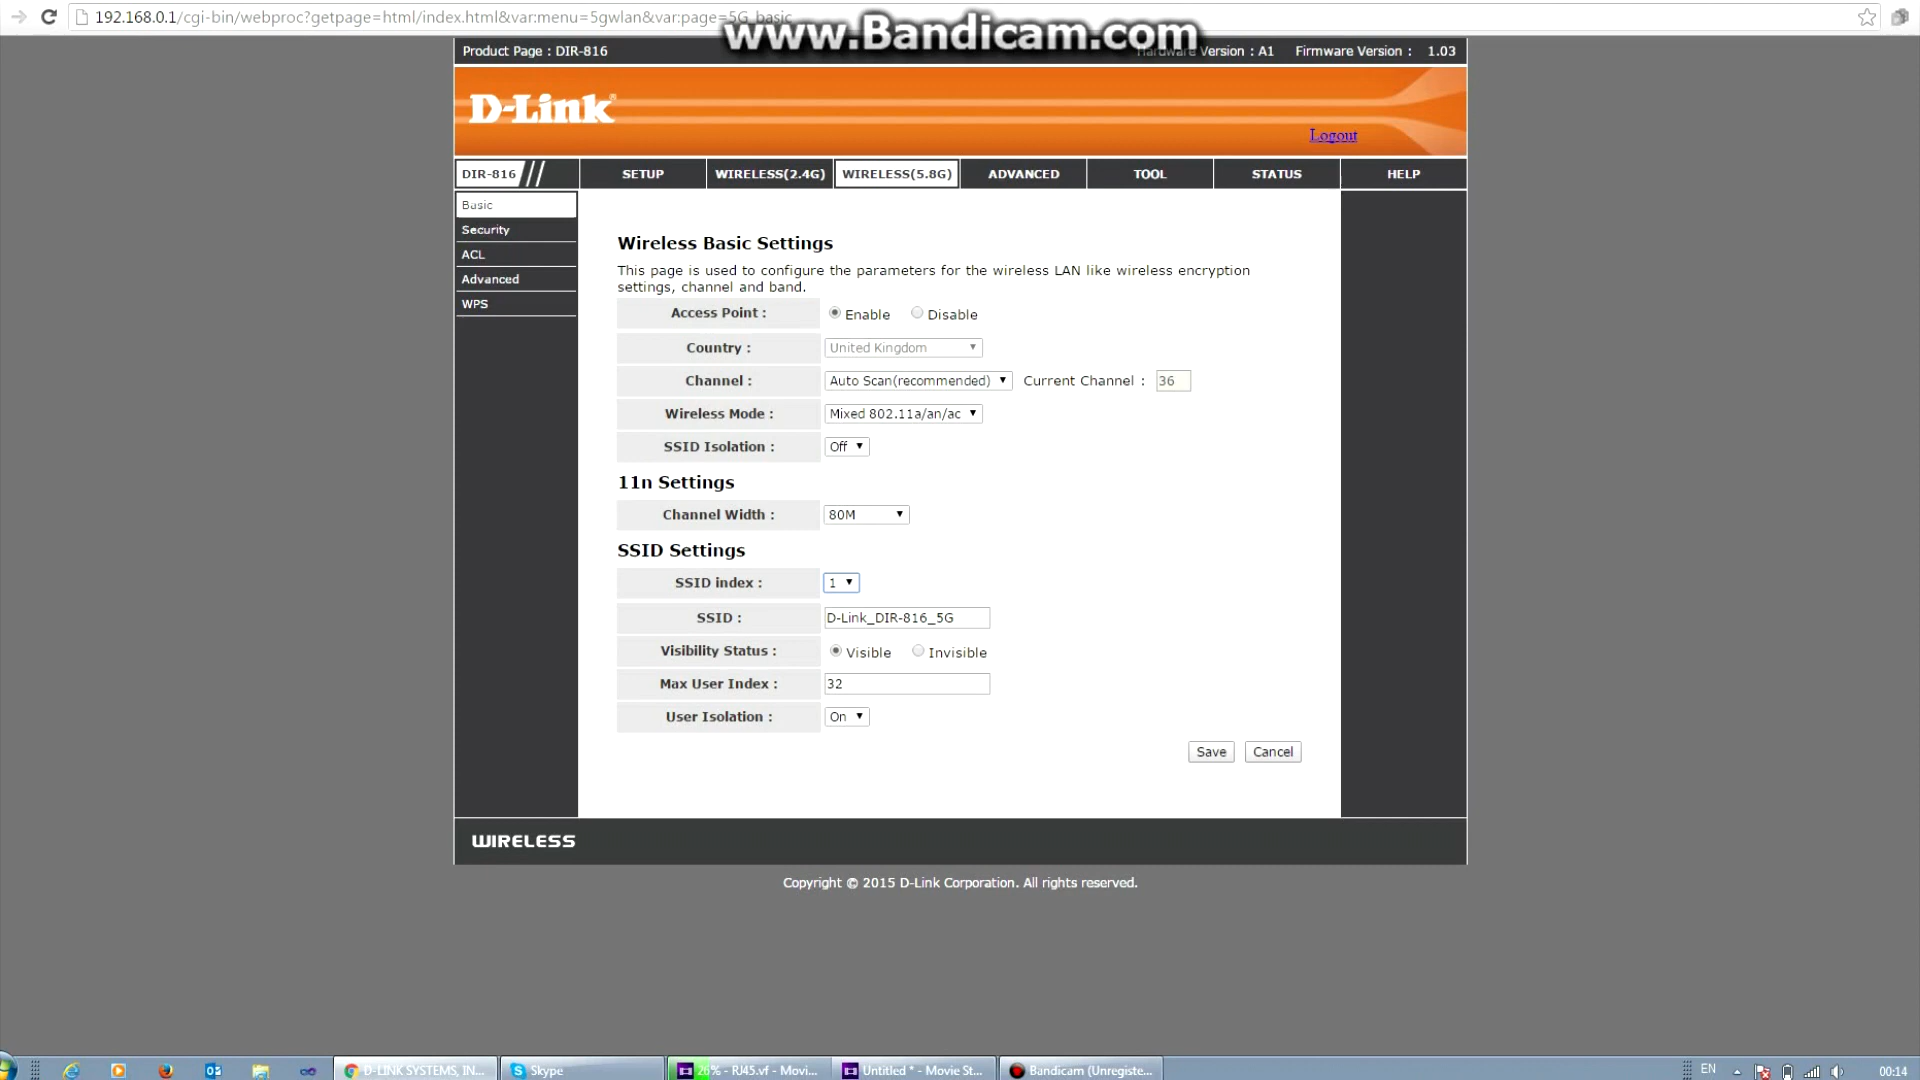 192.168.0.1/cgi-bin/webproc?getpage=html/index.html&var:menu=5gwlan&var:page=5G_basic
www.Bandicam.com
Product Page : DIR-816
Hardware Version : A1
Firmware Version : 1.03
D-Link
Logout
DIR-816
SETUP
WIRELESS(2.4G)
WIRELESS(5.8G)
ADVANCED
TOOL
STATUS
HELP
Basic
Security
ACL
Advanced
WPS
Wireless Basic Settings
This page is used to configure the parameters for the wireless LAN like wireless encryption
settings, channel and band.
Access Point : Enable Disable
Country : United Kingdom
Channel : Auto Scan(recommended) Current Channel : 36
Wireless Mode : Mixed 802.11a/an/ac
SSID Isolation : Off
11n Settings
Channel Width : 80M
SSID Settings
SSID index : 1
SSID : D-Link_DIR-816_5G
Visibility Status : Visible Invisible
Max User Index : 32
User Isolation : On
Save Cancel
WIRELESS
Copyright © 2015 D-Link Corporation. All rights reserved.
D-LINK SYSTEMS, IN...
Skype
26% - RJ45.vf - Movi...
Untitled * - Movie St...
Bandicam (Unregiste...
EN
00:14